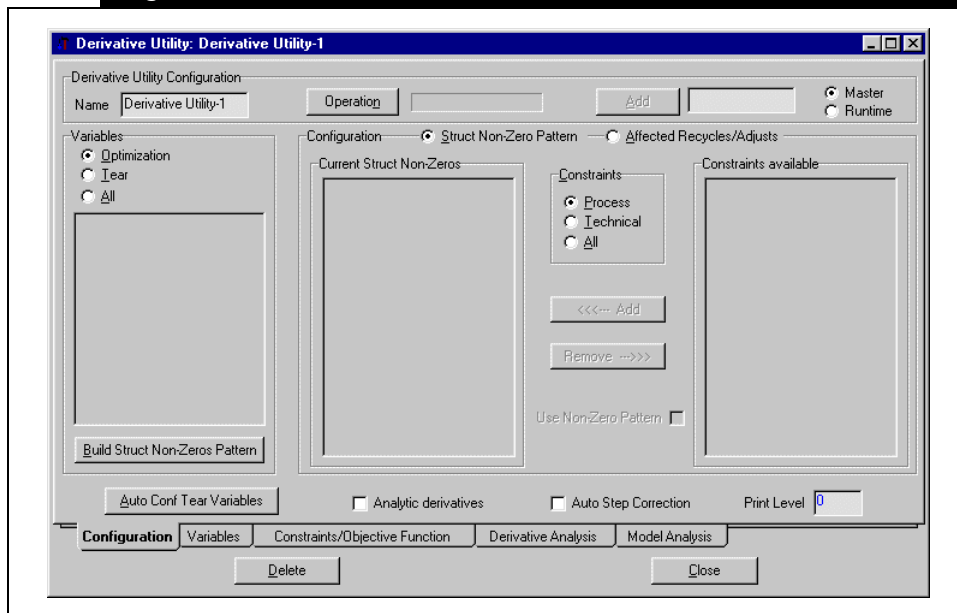 Derivative Utility: Derivative Utility-1
Derivative Utility Configuration
Name Derivative Utility-1 Operation Add Master
Runtime
Variables
Optimization
Tear
All
Build Struct Non-Zeros Pattern
Configuration Struct Non-Zero Pattern Affected Recycles/Adjusts
Current Struct Non-Zeros
Constraints
Process
Technical
All
<<<--- Add
Remove --->>>
Use Non-Zero Pattern
Constraints available
Auto Conf Tear Variables Analytic derivatives Auto Step Correction Print Level 0
Configuration Variables Constraints/Objective Function Derivative Analysis Model Analysis
Delete Close